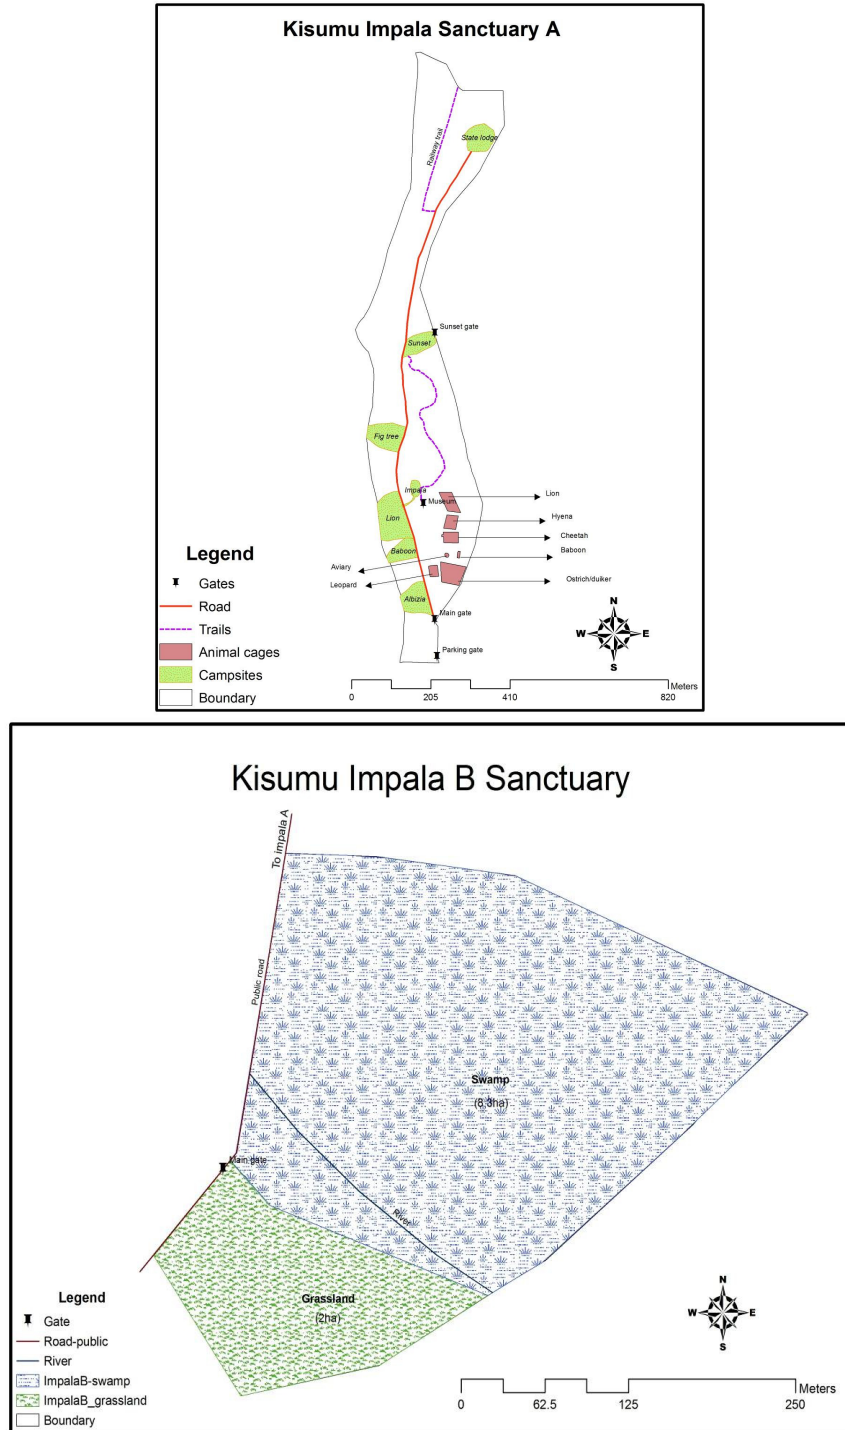 Kisumu Impala Sanctuary A
Railway trail
State lodge
Sunset gate
Sunset
Fig tree
Impala
Museum
Lion
Lion
Hyena
Cheetah
Baboon
Baboon
Aviary
Leopard
Ostrich/duiker
Albizia
Main gate
Parking gate
Legend
Gates
Road
Trails
Animal cages
Campsites
Boundary
N
W E
S
0 205 410 820
Meters
Kisumu Impala B Sanctuary
To impala A
Public road
Swamp
(8.3ha)
Main gate
River
Grassland
(2ha)
Legend
Gate
Road-public
River
ImpalaB-swamp
ImpalaB_grassland
Boundary
N
W E
S
Meters
0 62.5 125 250